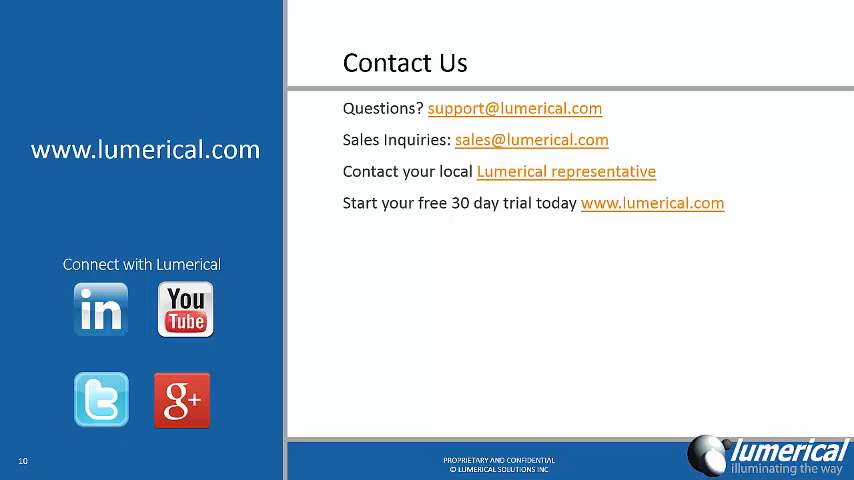 www.lumerical.com
Connect with Lumerical
in
You
Tube
t
g+
10
Contact Us
Questions? support@lumerical.com
Sales Inquiries: sales@lumerical.com
Contact your local Lumerical representative
Start your free 30 day trial today www.lumerical.com
PROPRIETARY AND CONFIDENTIAL
© LUMERICAL SOLUTIONS INC
lumerical
illuminating the way